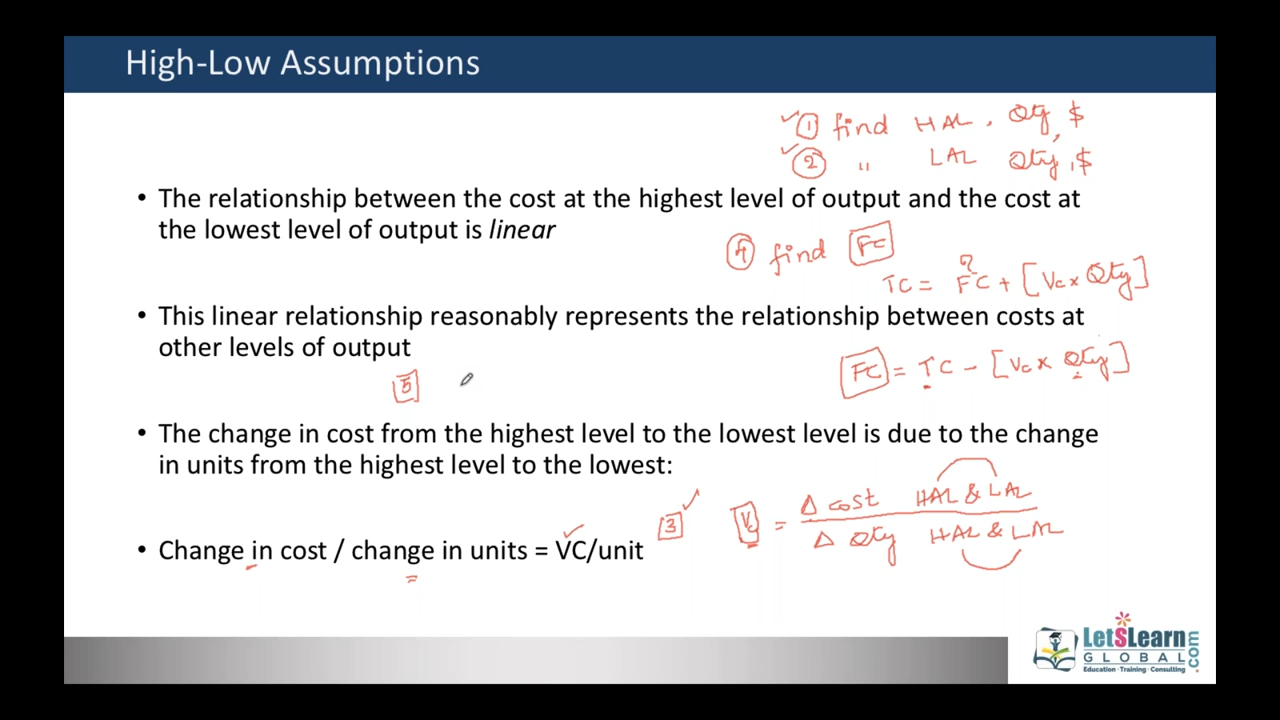 High-Low Assumptions
① find HAL, Qty, $
② " LAL Qty, $
• The relationship between the cost at the highest level of output and the cost at
the lowest level of output is linear
④ find FC
?
TC = FC + [Vc x Qty]
• This linear relationship reasonably represents the relationship between costs at
other levels of output
FC = TC - [Vc x Qty]
5
• The change in cost from the highest level to the lowest level is due to the change
in units from the highest level to the lowest:
3 Vc = Δ cost HAL & LAL
Δ Qty HAL & LAL
• Change in cost / change in units = VC/unit
LetSLearn.com
GLOBAL
Education · Training · Consulting